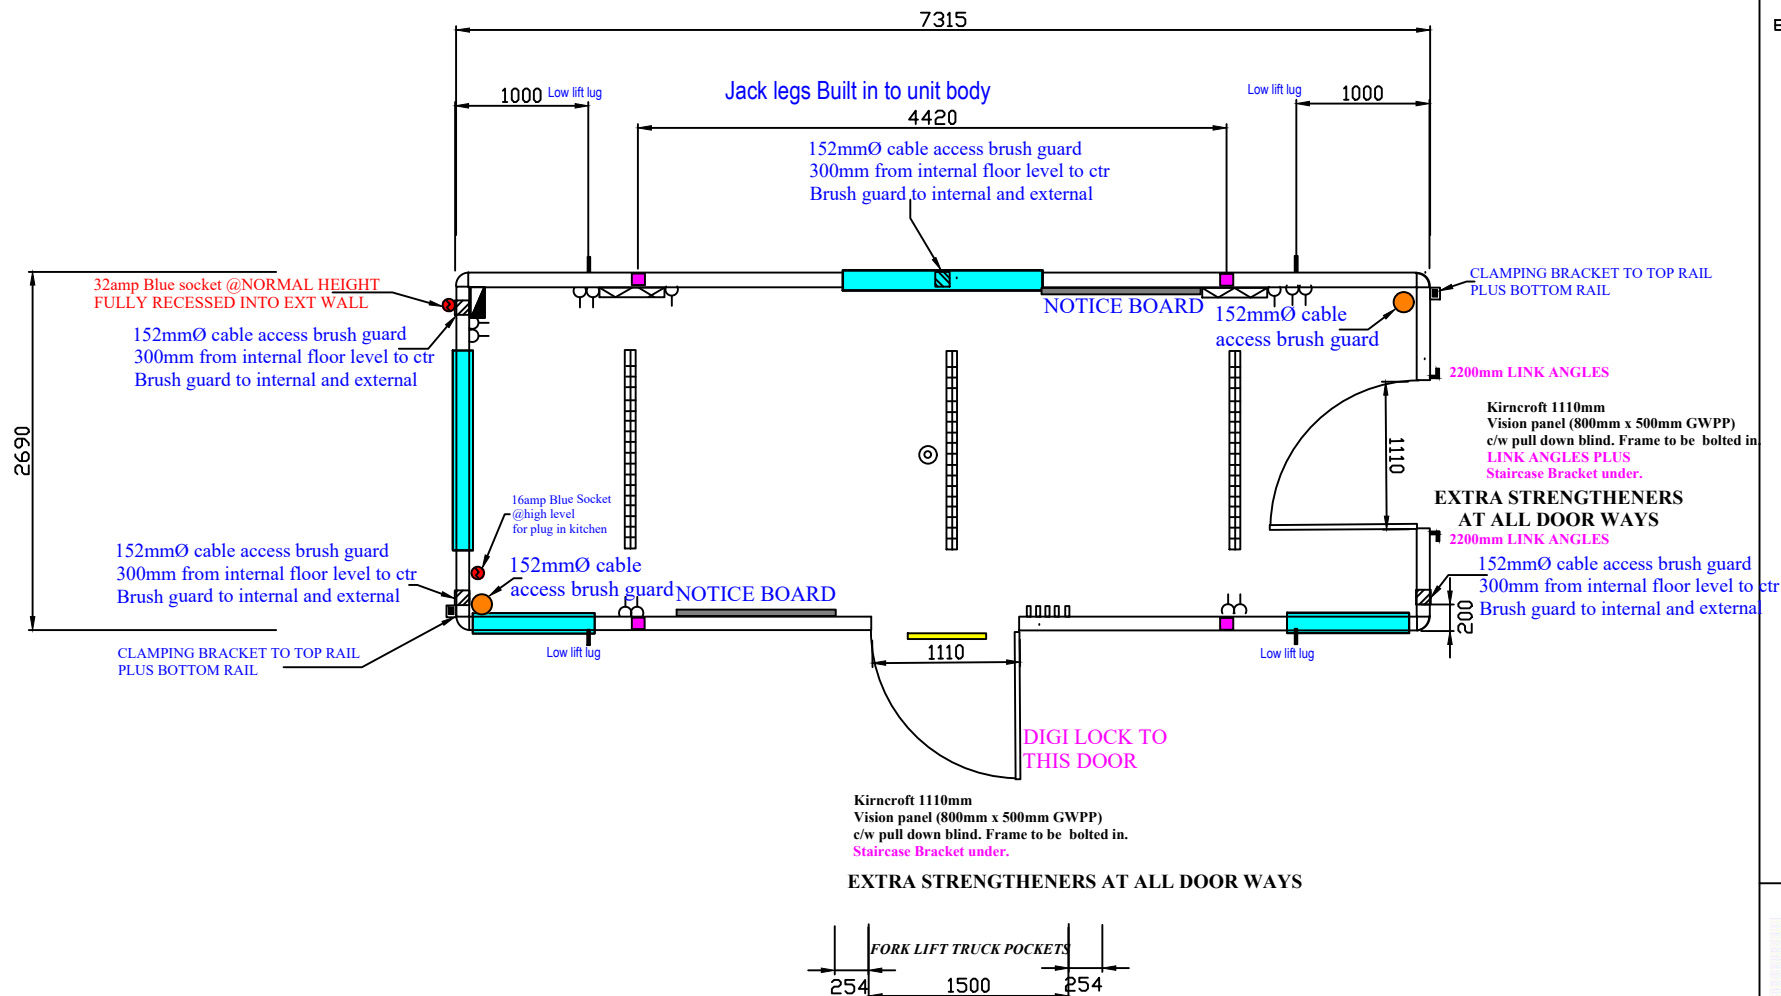 7315
1000 Low lift lug
Jack legs Built in to unit body
Low lift lug 1000
4420
152mmØ cable access brush guard
300mm from internal floor level to ctr
Brush guard to internal and external
32amp Blue socket @NORMAL HEIGHT
FULLY RECESSED INTO EXT WALL
CLAMPING BRACKET TO TOP RAIL
PLUS BOTTOM RAIL
NOTICE BOARD
152mmØ cable
access brush guard
152mmØ cable access brush guard
300mm from internal floor level to ctr
Brush guard to internal and external
2200mm LINK ANGLES
Kirncroft 1110mm
Vision panel (800mm x 500mm GWPP)
c/w pull down blind. Frame to be bolted in.
LINK ANGLES PLUS
Staircase Bracket under.
2690
1110
EXTRA STRENGTHENERS
AT ALL DOOR WAYS
2200mm LINK ANGLES
16amp Blue Socket
@high level
for plug in kitchen
152mmØ cable access brush guard
300mm from internal floor level to ctr
Brush guard to internal and external
152mmØ cable
access brush guard
NOTICE BOARD
152mmØ cable access brush guard
300mm from internal floor level to ctr
Brush guard to internal and external
200
CLAMPING BRACKET TO TOP RAIL
PLUS BOTTOM RAIL
Low lift lug
1110
Low lift lug
DIGI LOCK TO
THIS DOOR
Kirncroft 1110mm
Vision panel (800mm x 500mm GWPP)
c/w pull down blind. Frame to be bolted in.
Staircase Bracket under.
EXTRA STRENGTHENERS AT ALL DOOR WAYS
FORK LIFT TRUCK POCKETS
254
1500
254